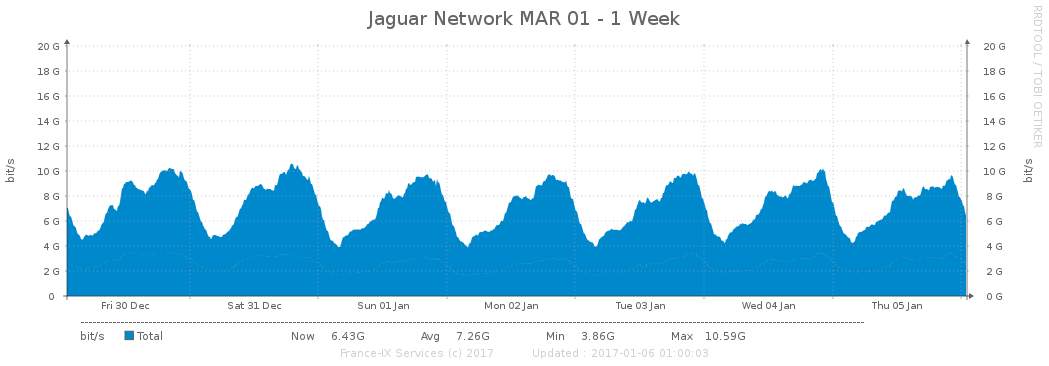 Jaguar Network MAR 01 - 1 Week
RRDTOOL / TOBI OETIKER
bit/s
bit/s
20 G 20 G
18 G 18 G
16 G 16 G
14 G 14 G
12 G 12 G
10 G 10 G
8 G 8 G
6 G 6 G
4 G 4 G
2 G 2 G
0 0 G
Fri 30 Dec Sat 31 Dec Sun 01 Jan Mon 02 Jan Tue 03 Jan Wed 04 Jan Thu 05 Jan
bit/s Total Now 6.43G Avg 7.26G Min 3.86G Max 10.59G
France-IX Services (c) 2017 Updated : 2017-01-06 01:00:03